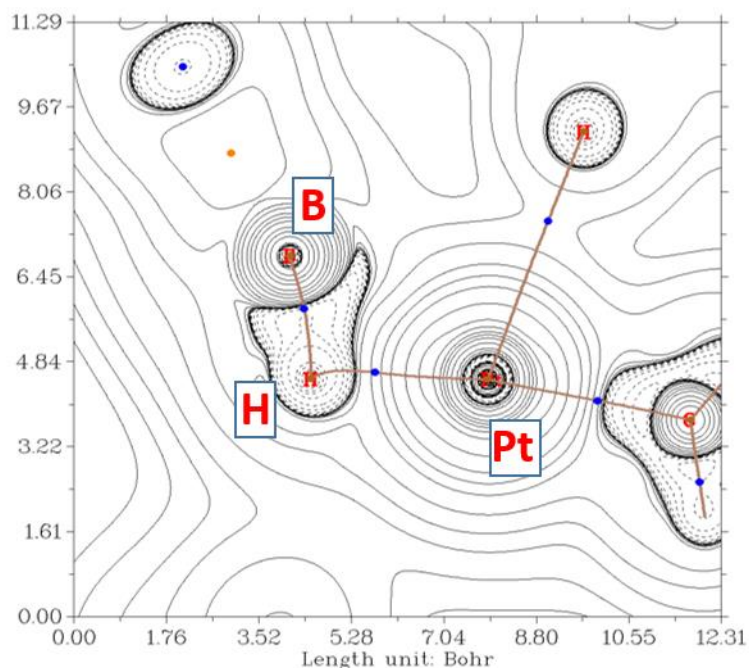 11.29
9.67
8.06
6.45
4.84
3.22
1.61
0.00
H
B
H
H
Pt
C
0.00 1.76 3.52 5.28 7.04 8.80 10.55 12.31
Length unit: Bohr